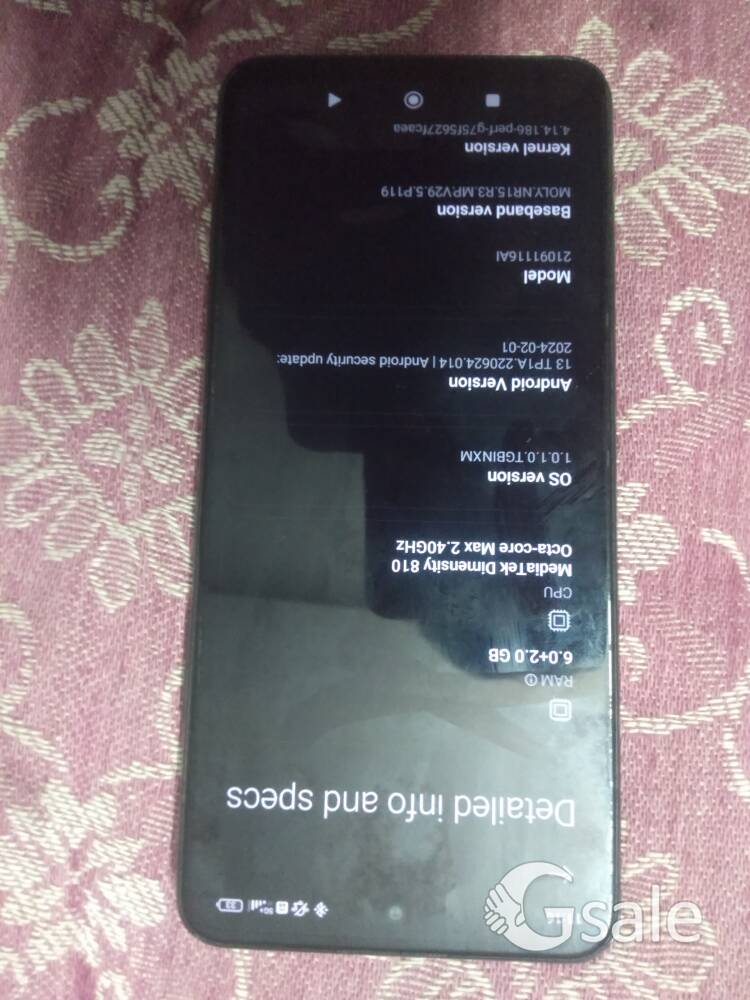 Detailed info and specs
RAM
6.0+2.0 GB
CPU
MediaTek Dimensity 810
Octa-core Max 2.40GHz
OS version
1.0.1.0.TGBINXM
Android Version
13 TP1A.220624.014 | Android security update:
2024-02-01
Model
21091116AI
Baseband version
MOLY.NR15.R3.MP.V29.5.P119
Kernel version
4.14.186-perf-g75f5627fcaea
Gsale